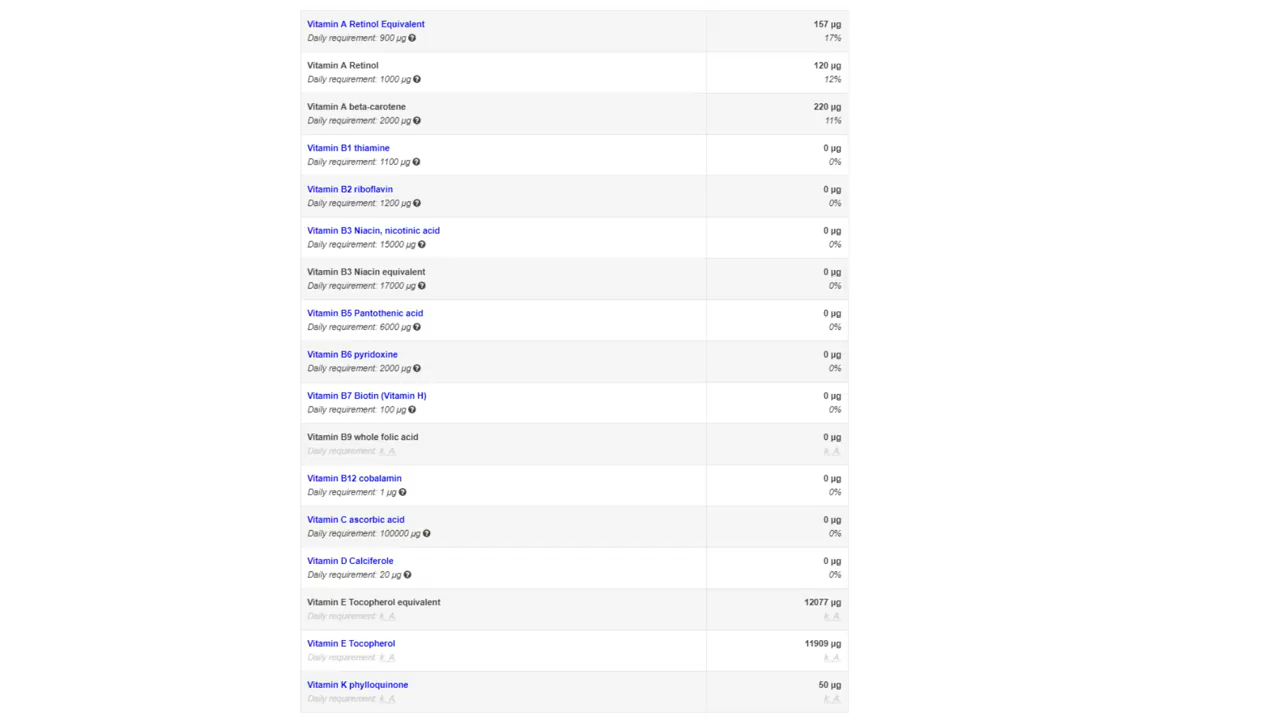 Vitamin A Retinol Equivalent 157 µg
Daily requirement: 900 µg 17%
Vitamin A Retinol 120 µg
Daily requirement: 1000 µg 12%
Vitamin A beta-carotene 220 µg
Daily requirement: 2000 µg 11%
Vitamin B1 thiamine 0 µg
Daily requirement: 1100 µg 0%
Vitamin B2 riboflavin 0 µg
Daily requirement: 1200 µg 0%
Vitamin B3 Niacin, nicotinic acid 0 µg
Daily requirement: 15000 µg 0%
Vitamin B3 Niacin equivalent 0 µg
Daily requirement: 17000 µg 0%
Vitamin B5 Pantothenic acid 0 µg
Daily requirement: 6000 µg 0%
Vitamin B6 pyridoxine 0 µg
Daily requirement: 2000 µg 0%
Vitamin B7 Biotin (Vitamin H) 0 µg
Daily requirement: 100 µg 0%
Vitamin B9 whole folic acid 0 µg
Daily requirement: k. A. k. A.
Vitamin B12 cobalamin 0 µg
Daily requirement: 1 µg 0%
Vitamin C ascorbic acid 0 µg
Daily requirement: 100000 µg 0%
Vitamin D Calciferole 0 µg
Daily requirement: 20 µg 0%
Vitamin E Tocopherol equivalent 12077 µg
Daily requirement: k. A. k. A.
Vitamin E Tocopherol 11909 µg
Daily requirement: k. A. k. A.
Vitamin K phylloquinone 50 µg
Daily requirement: k. A. k. A.